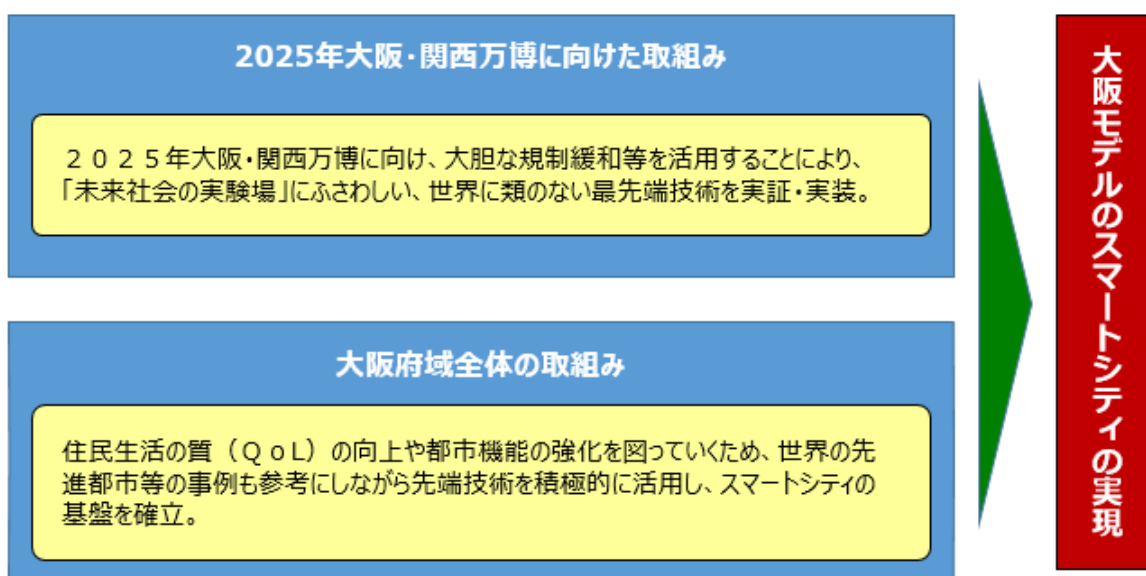 2025年大阪・関西万博に向けた取組み
２０２５年大阪・関西万博に向け、大胆な規制緩和等を活用することにより、
「未来社会の実験場」にふさわしい、世界に類のない最先端技術を実証・実装。
大阪府域全体の取組み
住民生活の質（ＱｏＬ）の向上や都市機能の強化を図っていくため、世界の先
進都市等の事例も参考にしながら先端技術を積極的に活用し、スマートシティの
基盤を確立。
大阪モデルのスマートシティの実現